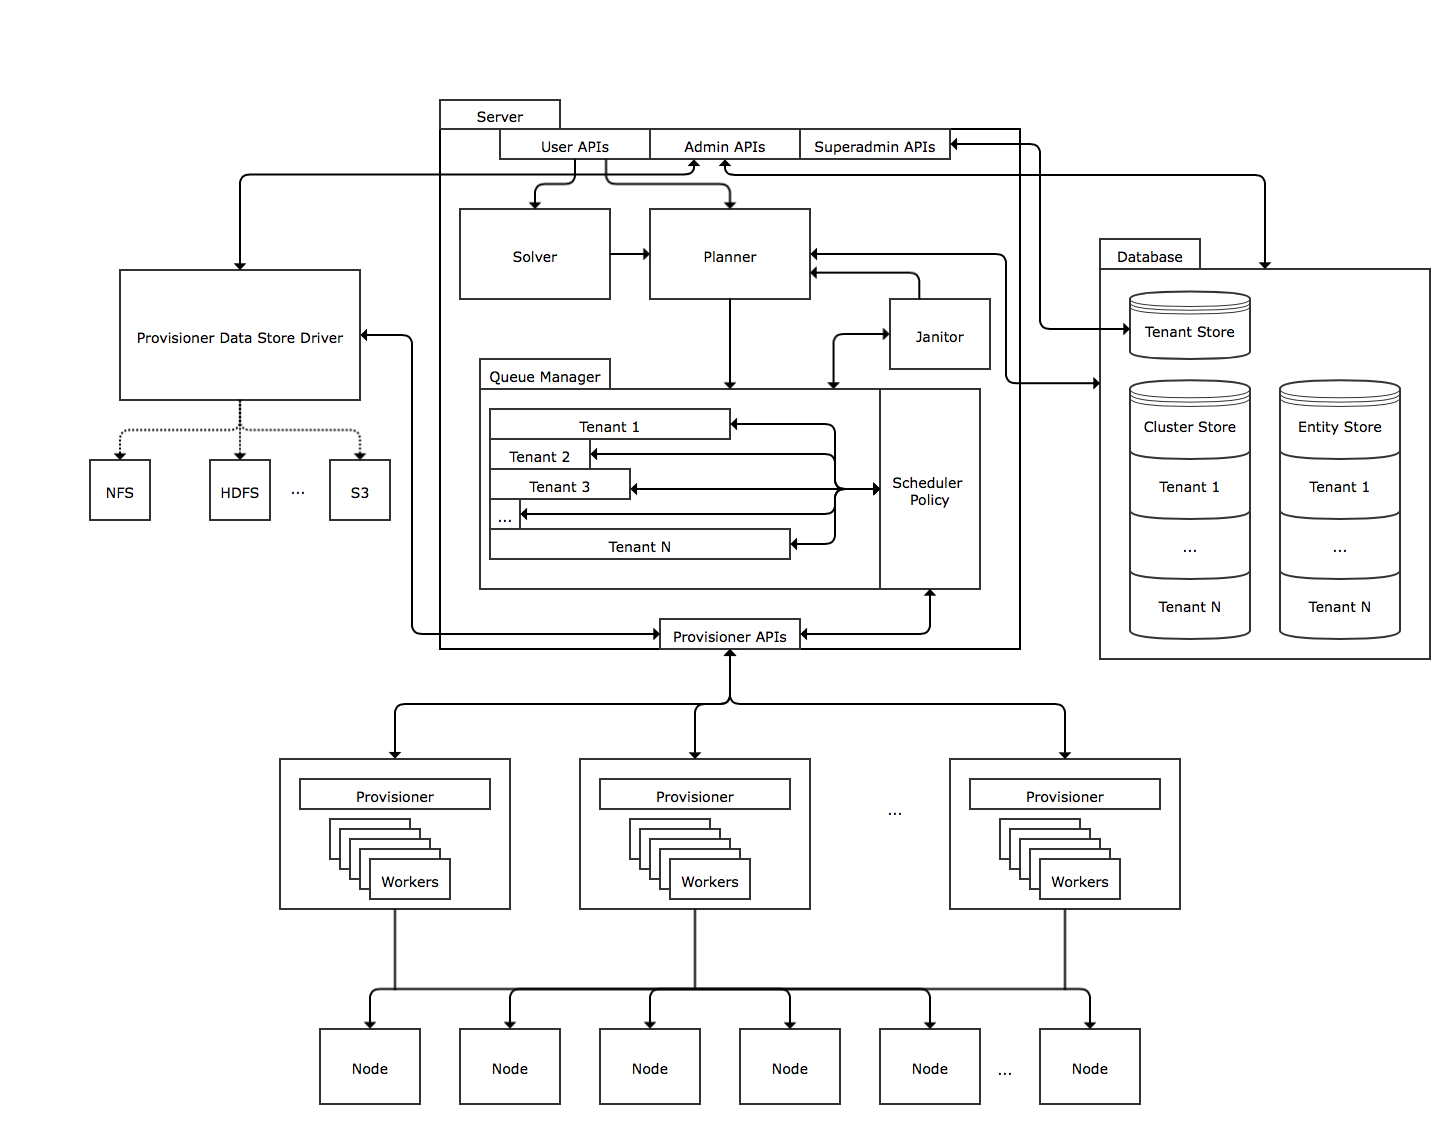 Server
User APIs
Admin APIs
Superadmin APIs
Solver
Planner
Database
Provisioner Data Store Driver
Janitor
Tenant Store
Queue Manager
Tenant 1
Tenant 2
Tenant 3
...
Tenant N
Scheduler
Policy
Cluster Store
Tenant 1
...
Tenant N
Entity Store
Tenant 1
...
Tenant N
NFS
HDFS
...
S3
Provisioner APIs
Provisioner
Workers
Provisioner
Workers
...
Provisioner
Workers
Node
Node
Node
Node
Node
...
Node